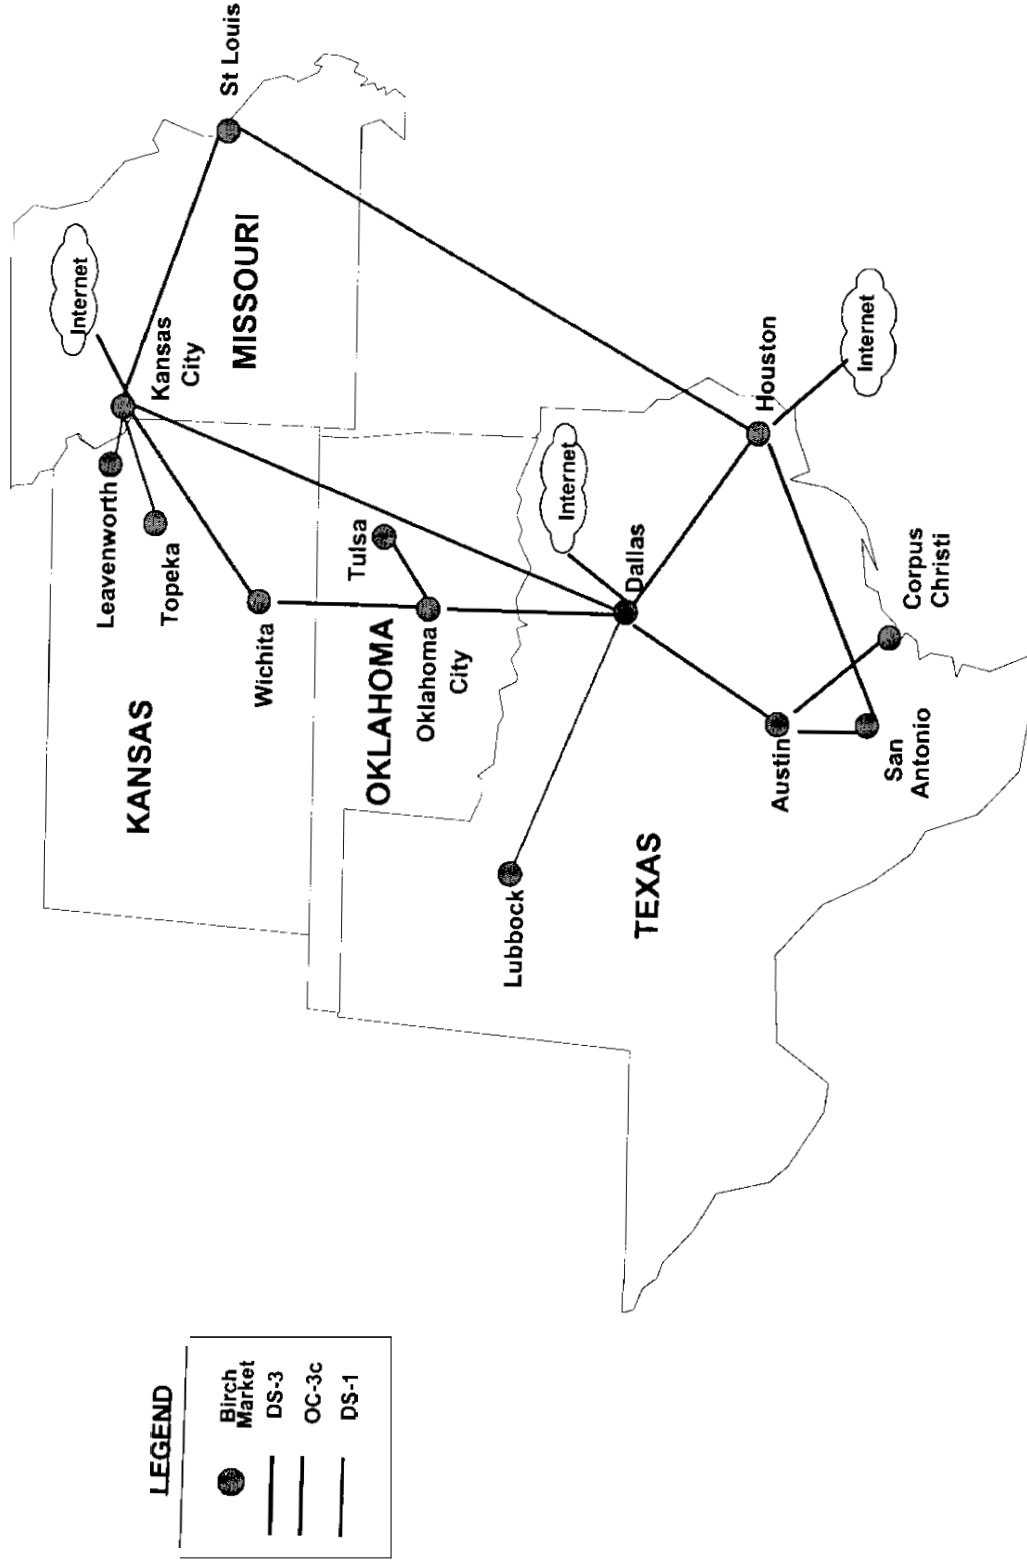 LEGEND
Birch
Market
DS-3
OC-3c
DS-1
KANSAS
Leavenworth
Topeka
Wichita
Internet
Kansas
City
St Louis
MISSOURI
OKLAHOMA
Tulsa
Oklahoma
City
Lubbock
TEXAS
Internet
Dallas
Houston
Internet
Austin
San
Antonio
Corpus
Christi